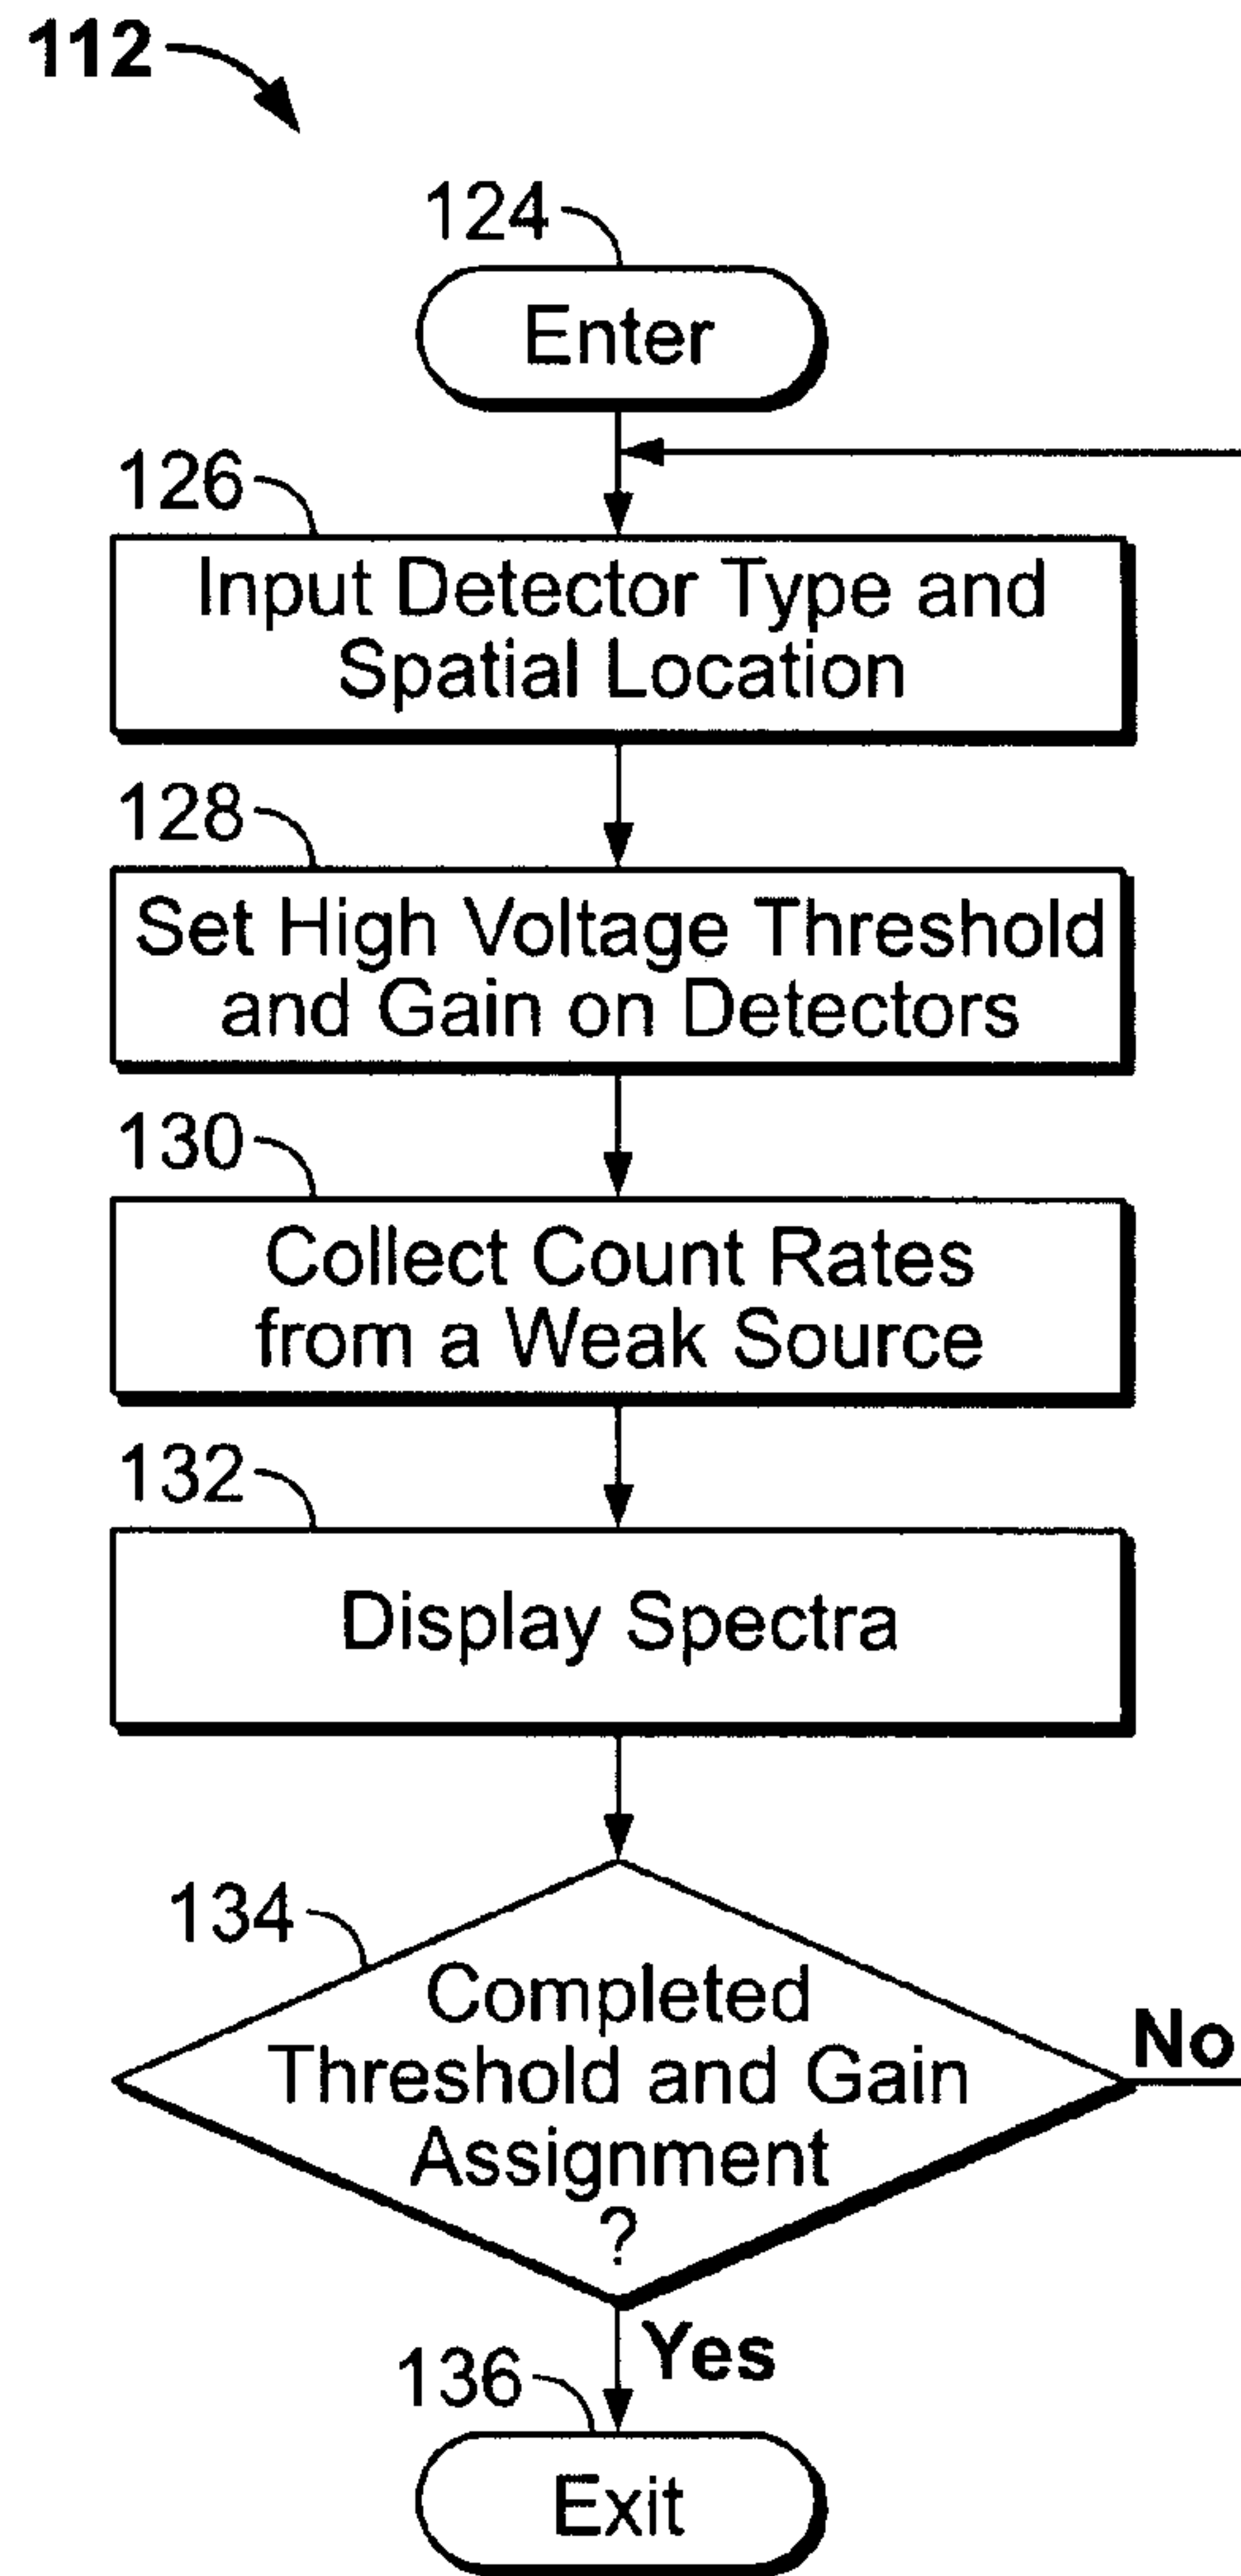 112
124
Enter
126
Input Detector Type and
Spatial Location
128
Set High Voltage Threshold
and Gain on Detectors
130
Collect Count Rates
from a Weak Source
132
Display Spectra
134
Completed
Threshold and Gain
Assignment
?
No
Yes
136
Exit